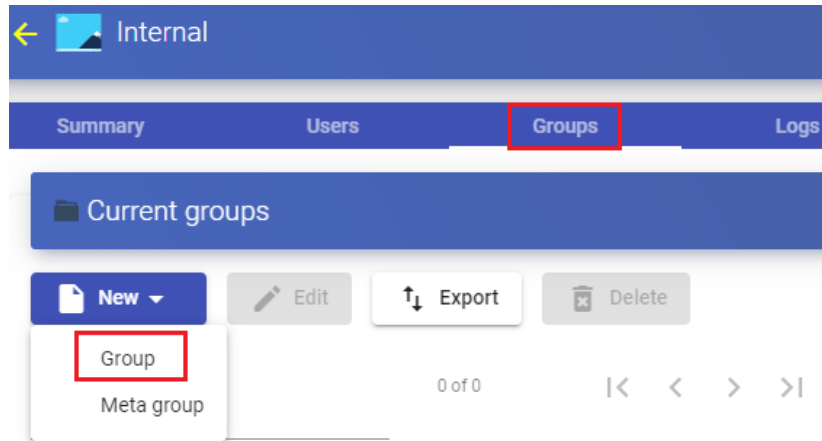 Internal
Summary Users Groups Logs
Current groups
New Edit Export Delete
Group
0 of 0
Meta group